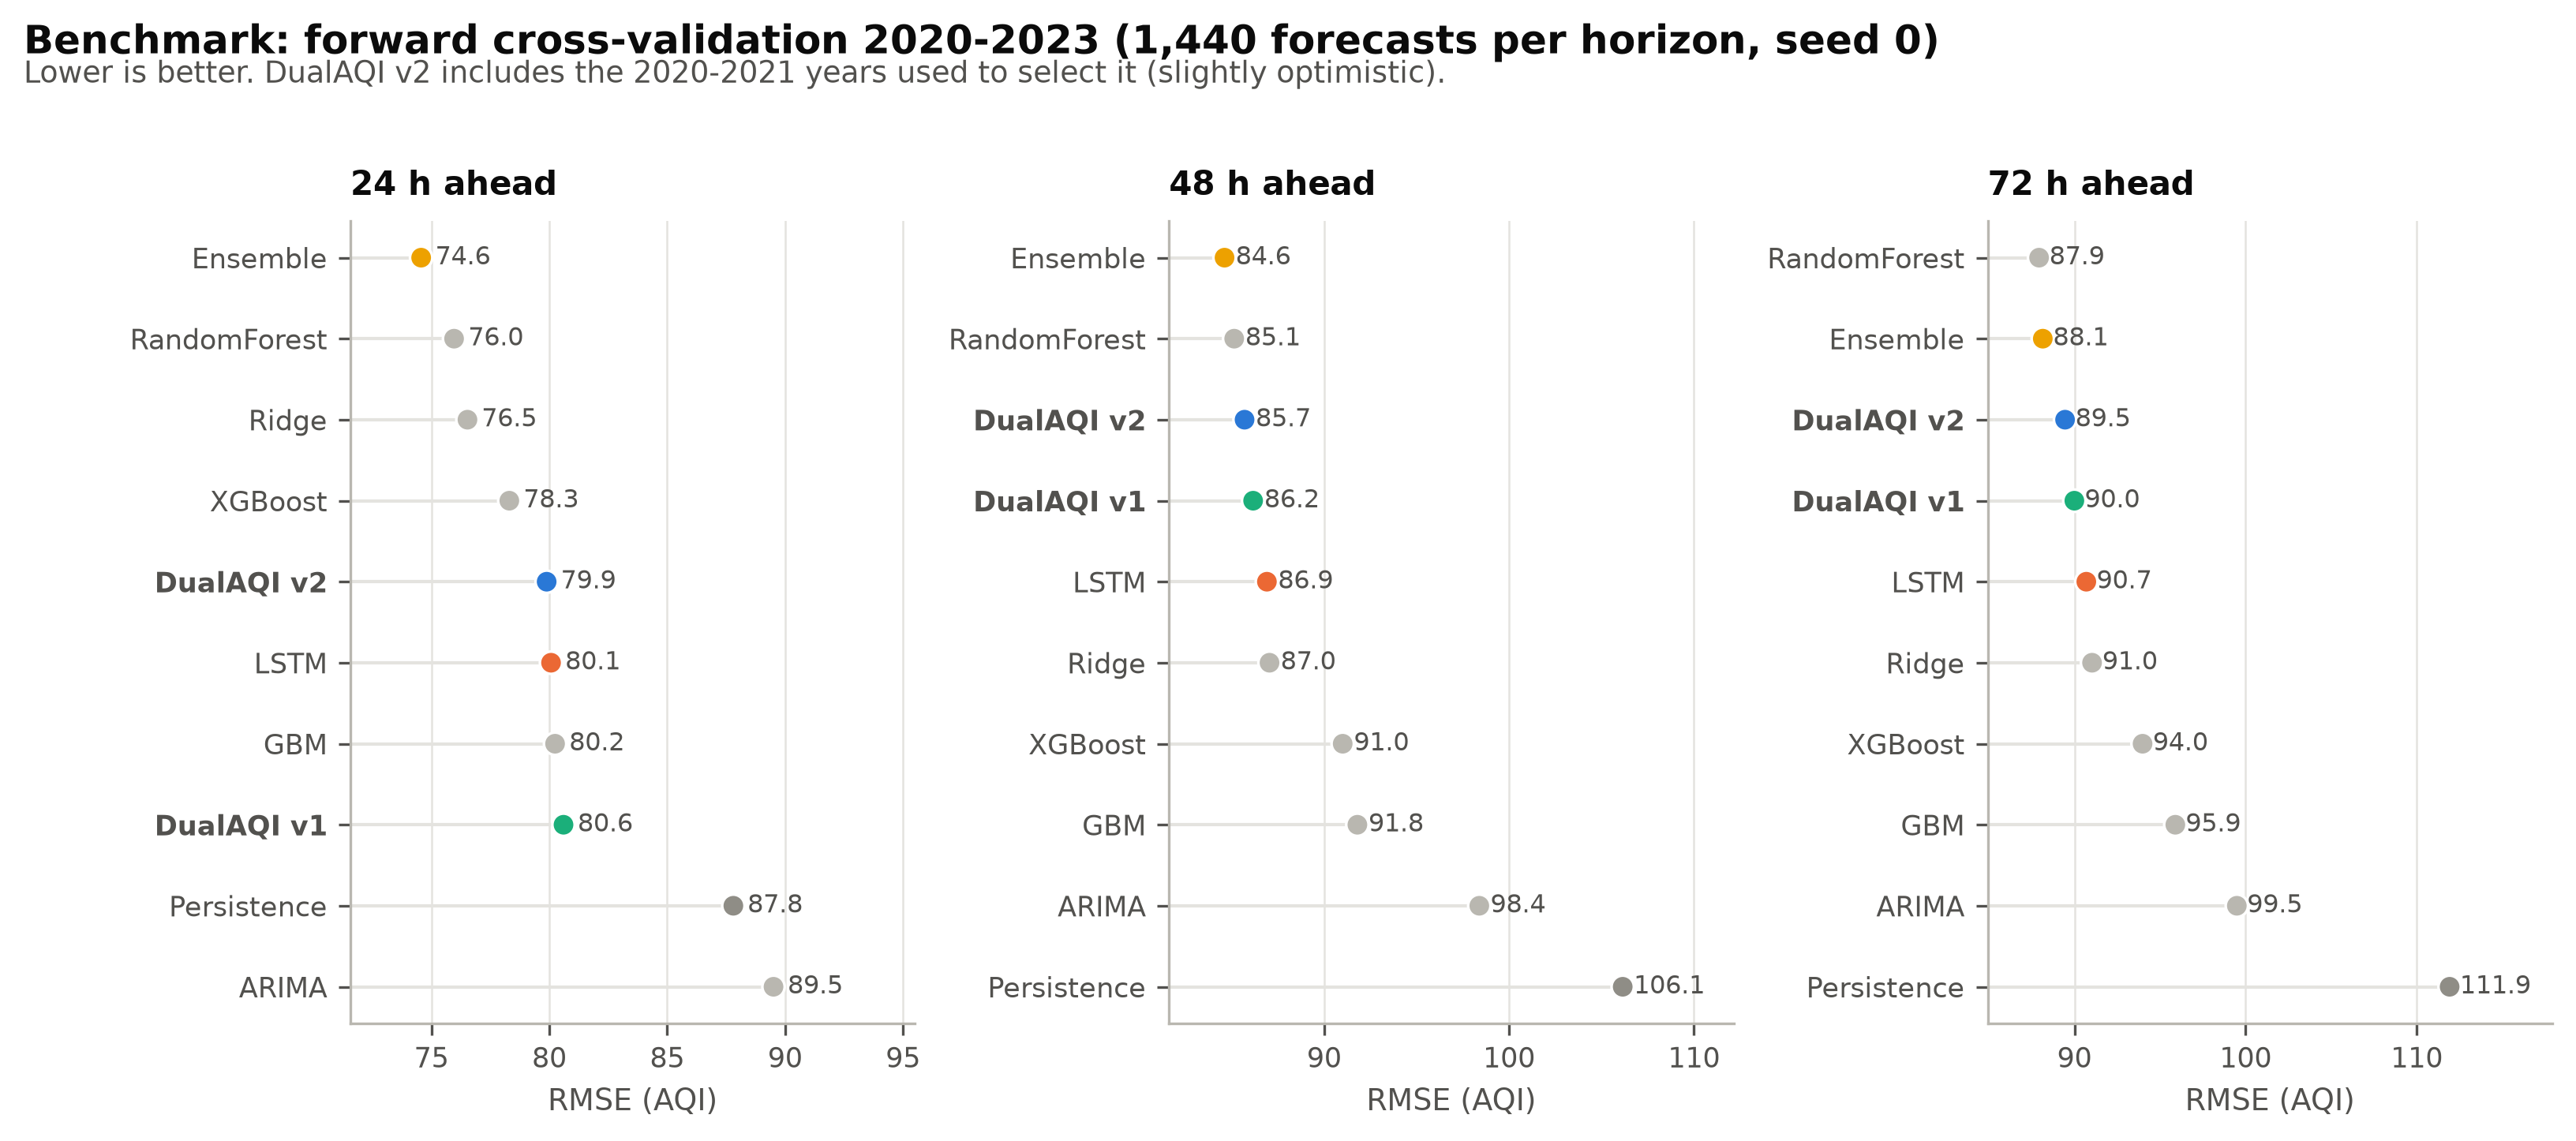 Benchmark: forward cross-validation 2020-2023 (1,440 forecasts per horizon, seed 0)
Lower is better. DualAQI v2 includes the 2020-2021 years used to select it (slightly optimistic).
24 h ahead
Ensemble 74.6
RandomForest 76.0
Ridge 76.5
XGBoost 78.3
DualAQI v2 79.9
LSTM 80.1
GBM 80.2
DualAQI v1 80.6
Persistence 87.8
ARIMA 89.5
75 80 85 90 95
RMSE (AQI)
48 h ahead
Ensemble 84.6
RandomForest 85.1
DualAQI v2 85.7
DualAQI v1 86.2
LSTM 86.9
Ridge 87.0
XGBoost 91.0
GBM 91.8
ARIMA 98.4
Persistence 106.1
90 100 110
RMSE (AQI)
72 h ahead
RandomForest 87.9
Ensemble 88.1
DualAQI v2 89.5
DualAQI v1 90.0
LSTM 90.7
Ridge 91.0
XGBoost 94.0
GBM 95.9
ARIMA 99.5
Persistence 111.9
90 100 110
RMSE (AQI)